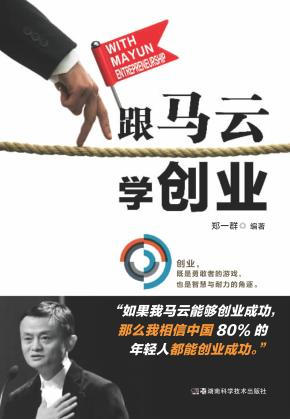 WITH
MAYUN
ENTREPRENEURSHIP
跟马云
学创业
郑一群◎ 编著
创业，
既是勇敢者的游戏，
也是智慧与耐力的角逐。
“如果我马云能够创业成功，
那么我相信中国 80% 的
年轻人都能创业成功。”
湖南科学技术出版社